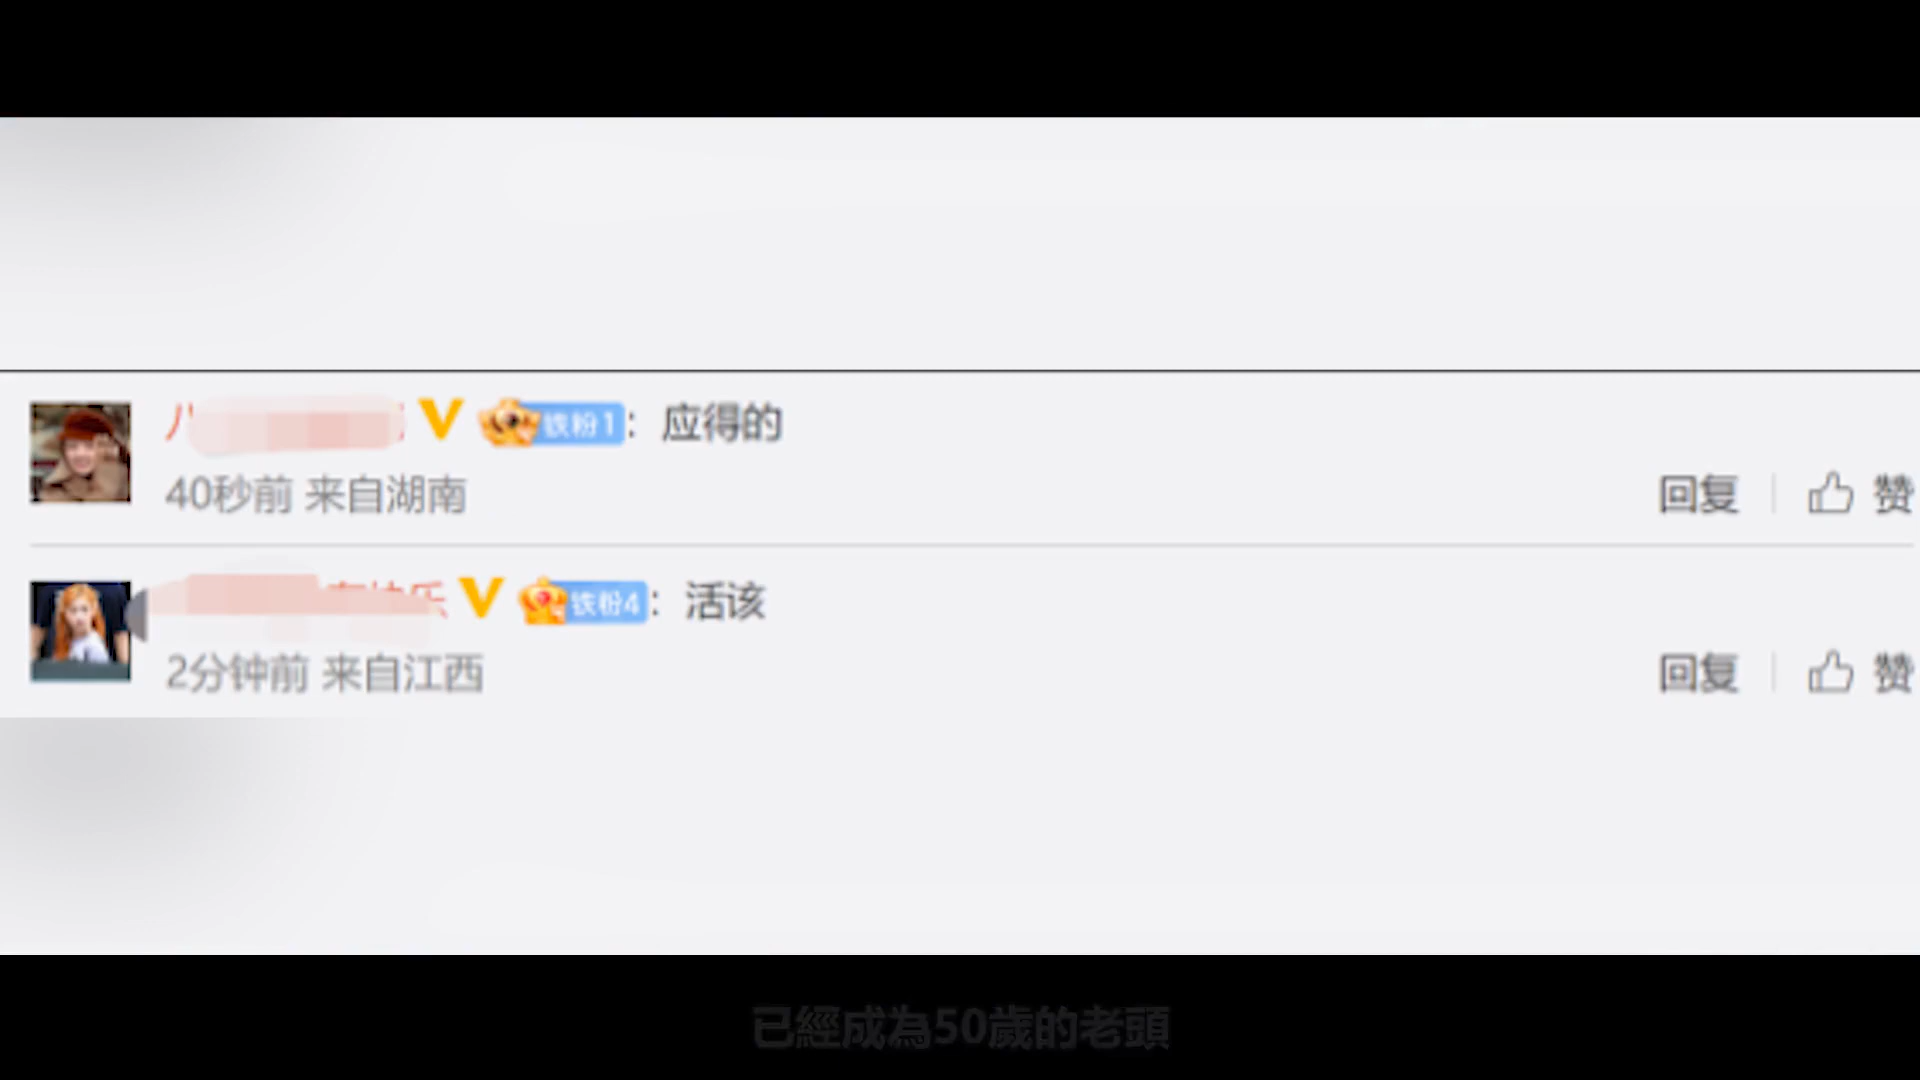 铁粉1：应得的
40秒前 来自湖南
回复 赞
乐 铁粉4：活该
2分钟前 来自江西
回复 赞
已經成為50歲的老頭